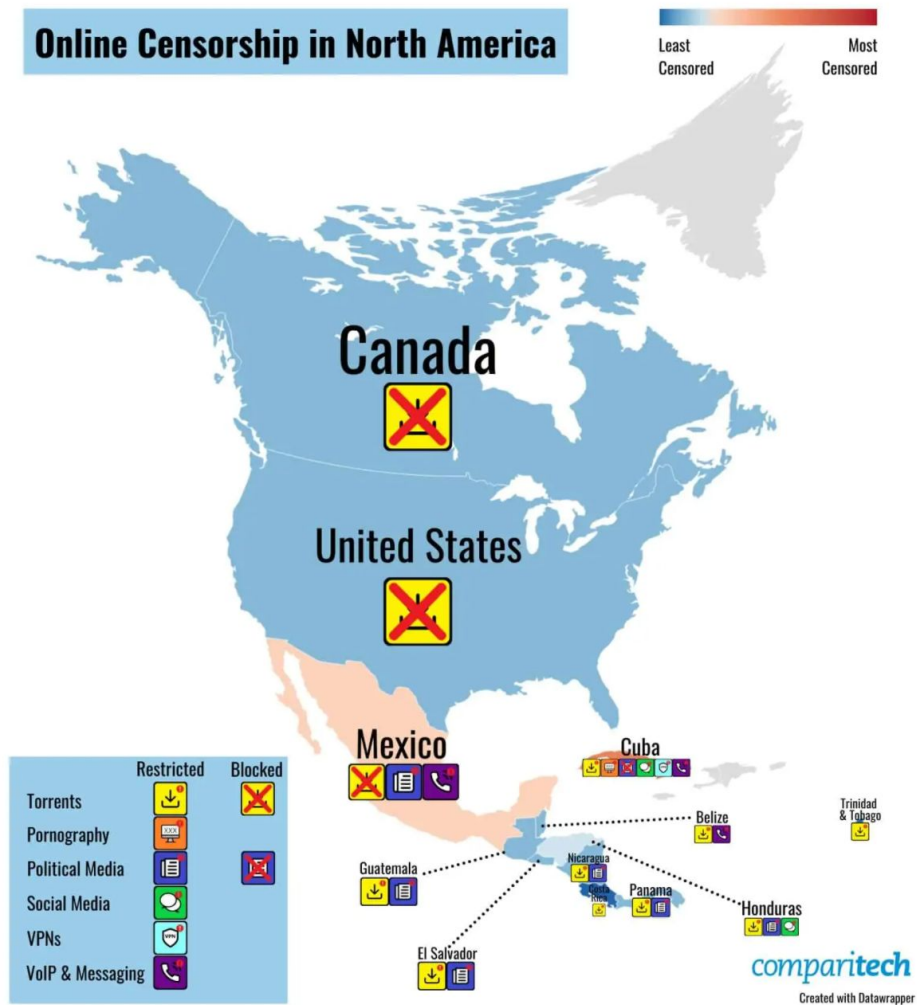 Online Censorship in North America
Least
Censored
Most
Censored
Canada
United States
Mexico
Cuba
Belize
Trinidad
& Tobago
Guatemala
Nicaragua
Costa
Rica
Panama
Honduras
El Salvador
Restricted Blocked
Torrents
Pornography
XXX
Political Media
Social Media
VPNs
VPN
VoIP & Messaging
comparitech
Created with Datawrapper